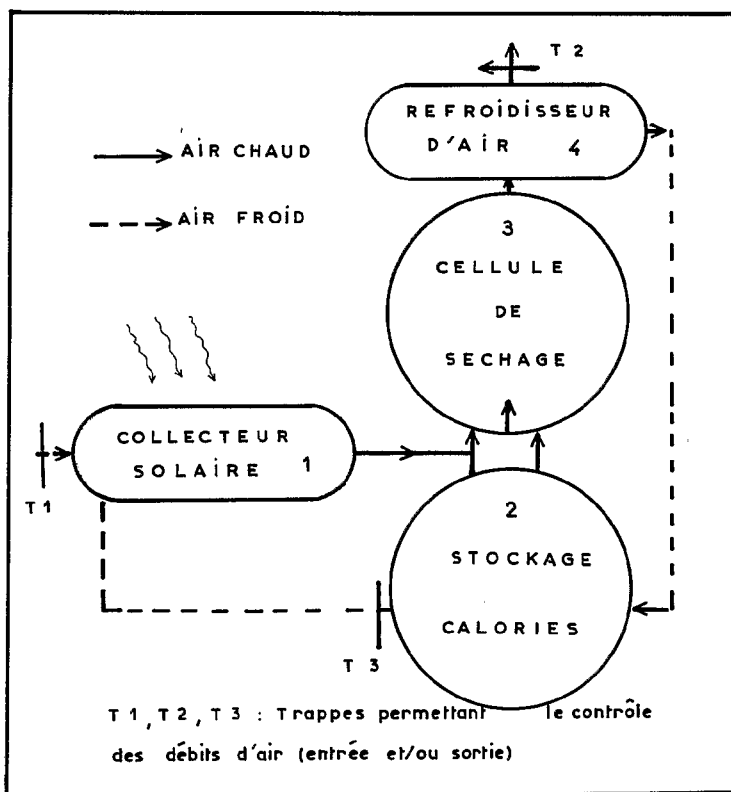 T 2
REFROIDISSEUR
D'AIR 4
AIR CHAUD
AIR FROID
3
CELLULE
DE
SECHAGE
COLLECTEUR
SOLAIRE 1
T 1
2
STOCKAGE
CALORIES
T 3
T 1, T 2, T 3 : Trappes permettant le contrôle
des débits d'air (entrée et/ou sortie)